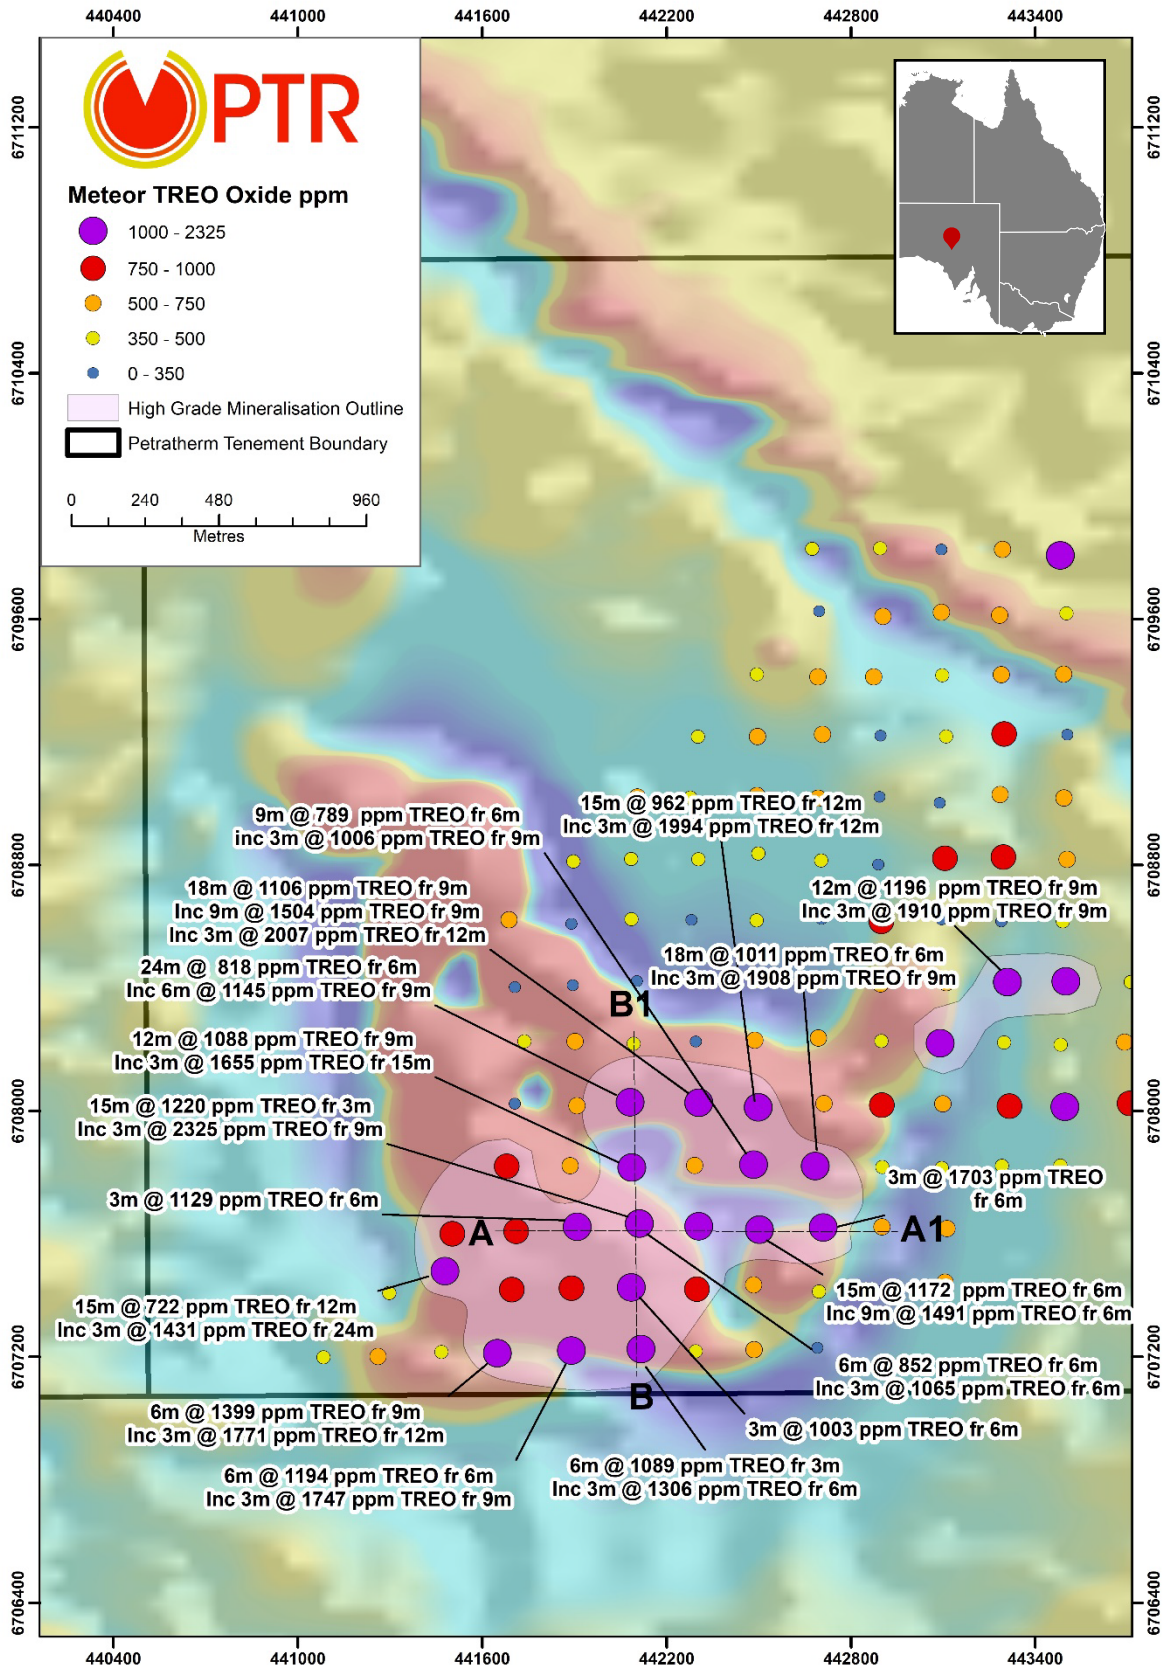 440400 441000 441600 442200 442800 443400
6711200 6711200
PTR
Meteor TREO Oxide ppm
1000 - 2325
750 - 1000
500 - 750
350 - 500
0 - 350
High Grade Mineralisation Outline
Petratherm Tenement Boundary
0 240 480 960
Metres
6710400 6710400
6709600 6709600
15m @ 962 ppm TREO fr 12m
Inc 3m @ 1994 ppm TREO fr 12m
9m @ 789 ppm TREO fr 6m
inc 3m @ 1006 ppm TREO fr 9m
6708800 6708800
12m @ 1196 ppm TREO fr 9m
Inc 3m @ 1910 ppm TREO fr 9m
18m @ 1106 ppm TREO fr 9m
Inc 9m @ 1504 ppm TREO fr 9m
Inc 3m @ 2007 ppm TREO fr 12m
18m @ 1011 ppm TREO fr 6m
Inc 3m @ 1908 ppm TREO fr 9m
24m @ 818 ppm TREO fr 6m
Inc 6m @ 1145 ppm TREO fr 9m
B1
12m @ 1088 ppm TREO fr 9m
Inc 3m @ 1655 ppm TREO fr 15m
15m @ 1220 ppm TREO fr 3m
Inc 3m @ 2325 ppm TREO fr 9m
6708000 6708000
3m @ 1703 ppm TREO
fr 6m
3m @ 1129 ppm TREO fr 6m
A A1
15m @ 722 ppm TREO fr 12m
Inc 3m @ 1431 ppm TREO fr 24m
15m @ 1172 ppm TREO fr 6m
Inc 9m @ 1491 ppm TREO fr 6m
6707200 6707200
6m @ 852 ppm TREO fr 6m
Inc 3m @ 1065 ppm TREO fr 6m
B
6m @ 1399 ppm TREO fr 9m
Inc 3m @ 1771 ppm TREO fr 12m
3m @ 1003 ppm TREO fr 6m
6m @ 1194 ppm TREO fr 6m
Inc 3m @ 1747 ppm TREO fr 9m
6m @ 1089 ppm TREO fr 3m
Inc 3m @ 1306 ppm TREO fr 6m
6706400 6706400
440400 441000 441600 442200 442800 443400